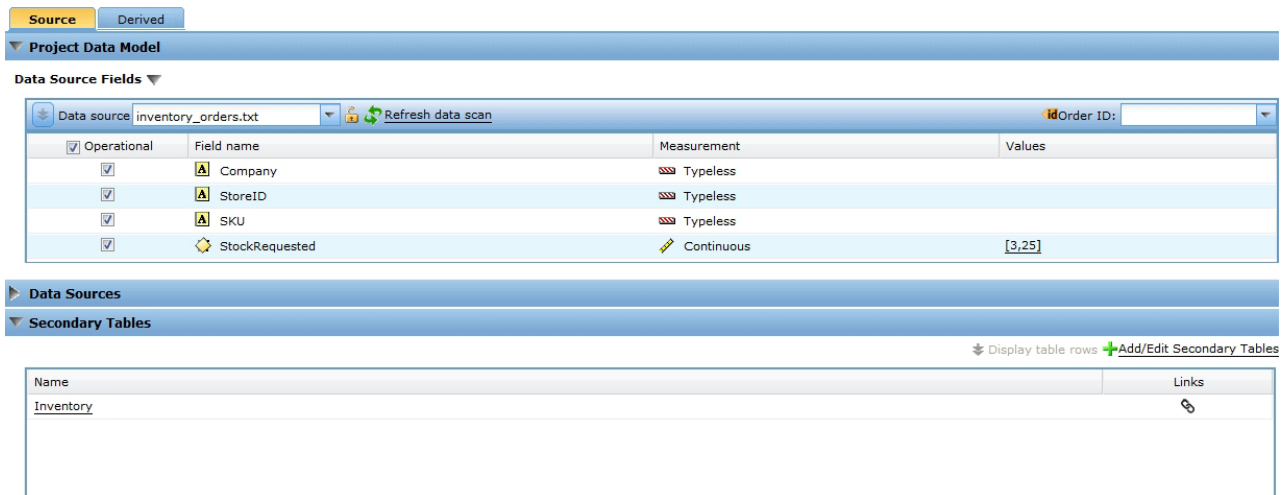 Source Derived
Project Data Model
Data Source Fields
Data source inventory_orders.txt Refresh data scan idOrder ID:
Operational Field name Measurement Values
A Company Typeless
A StoreID Typeless
A SKU Typeless
StockRequested Continuous [3,25]
Data Sources
Secondary Tables
Display table rows Add/Edit Secondary Tables
Name Links
Inventory